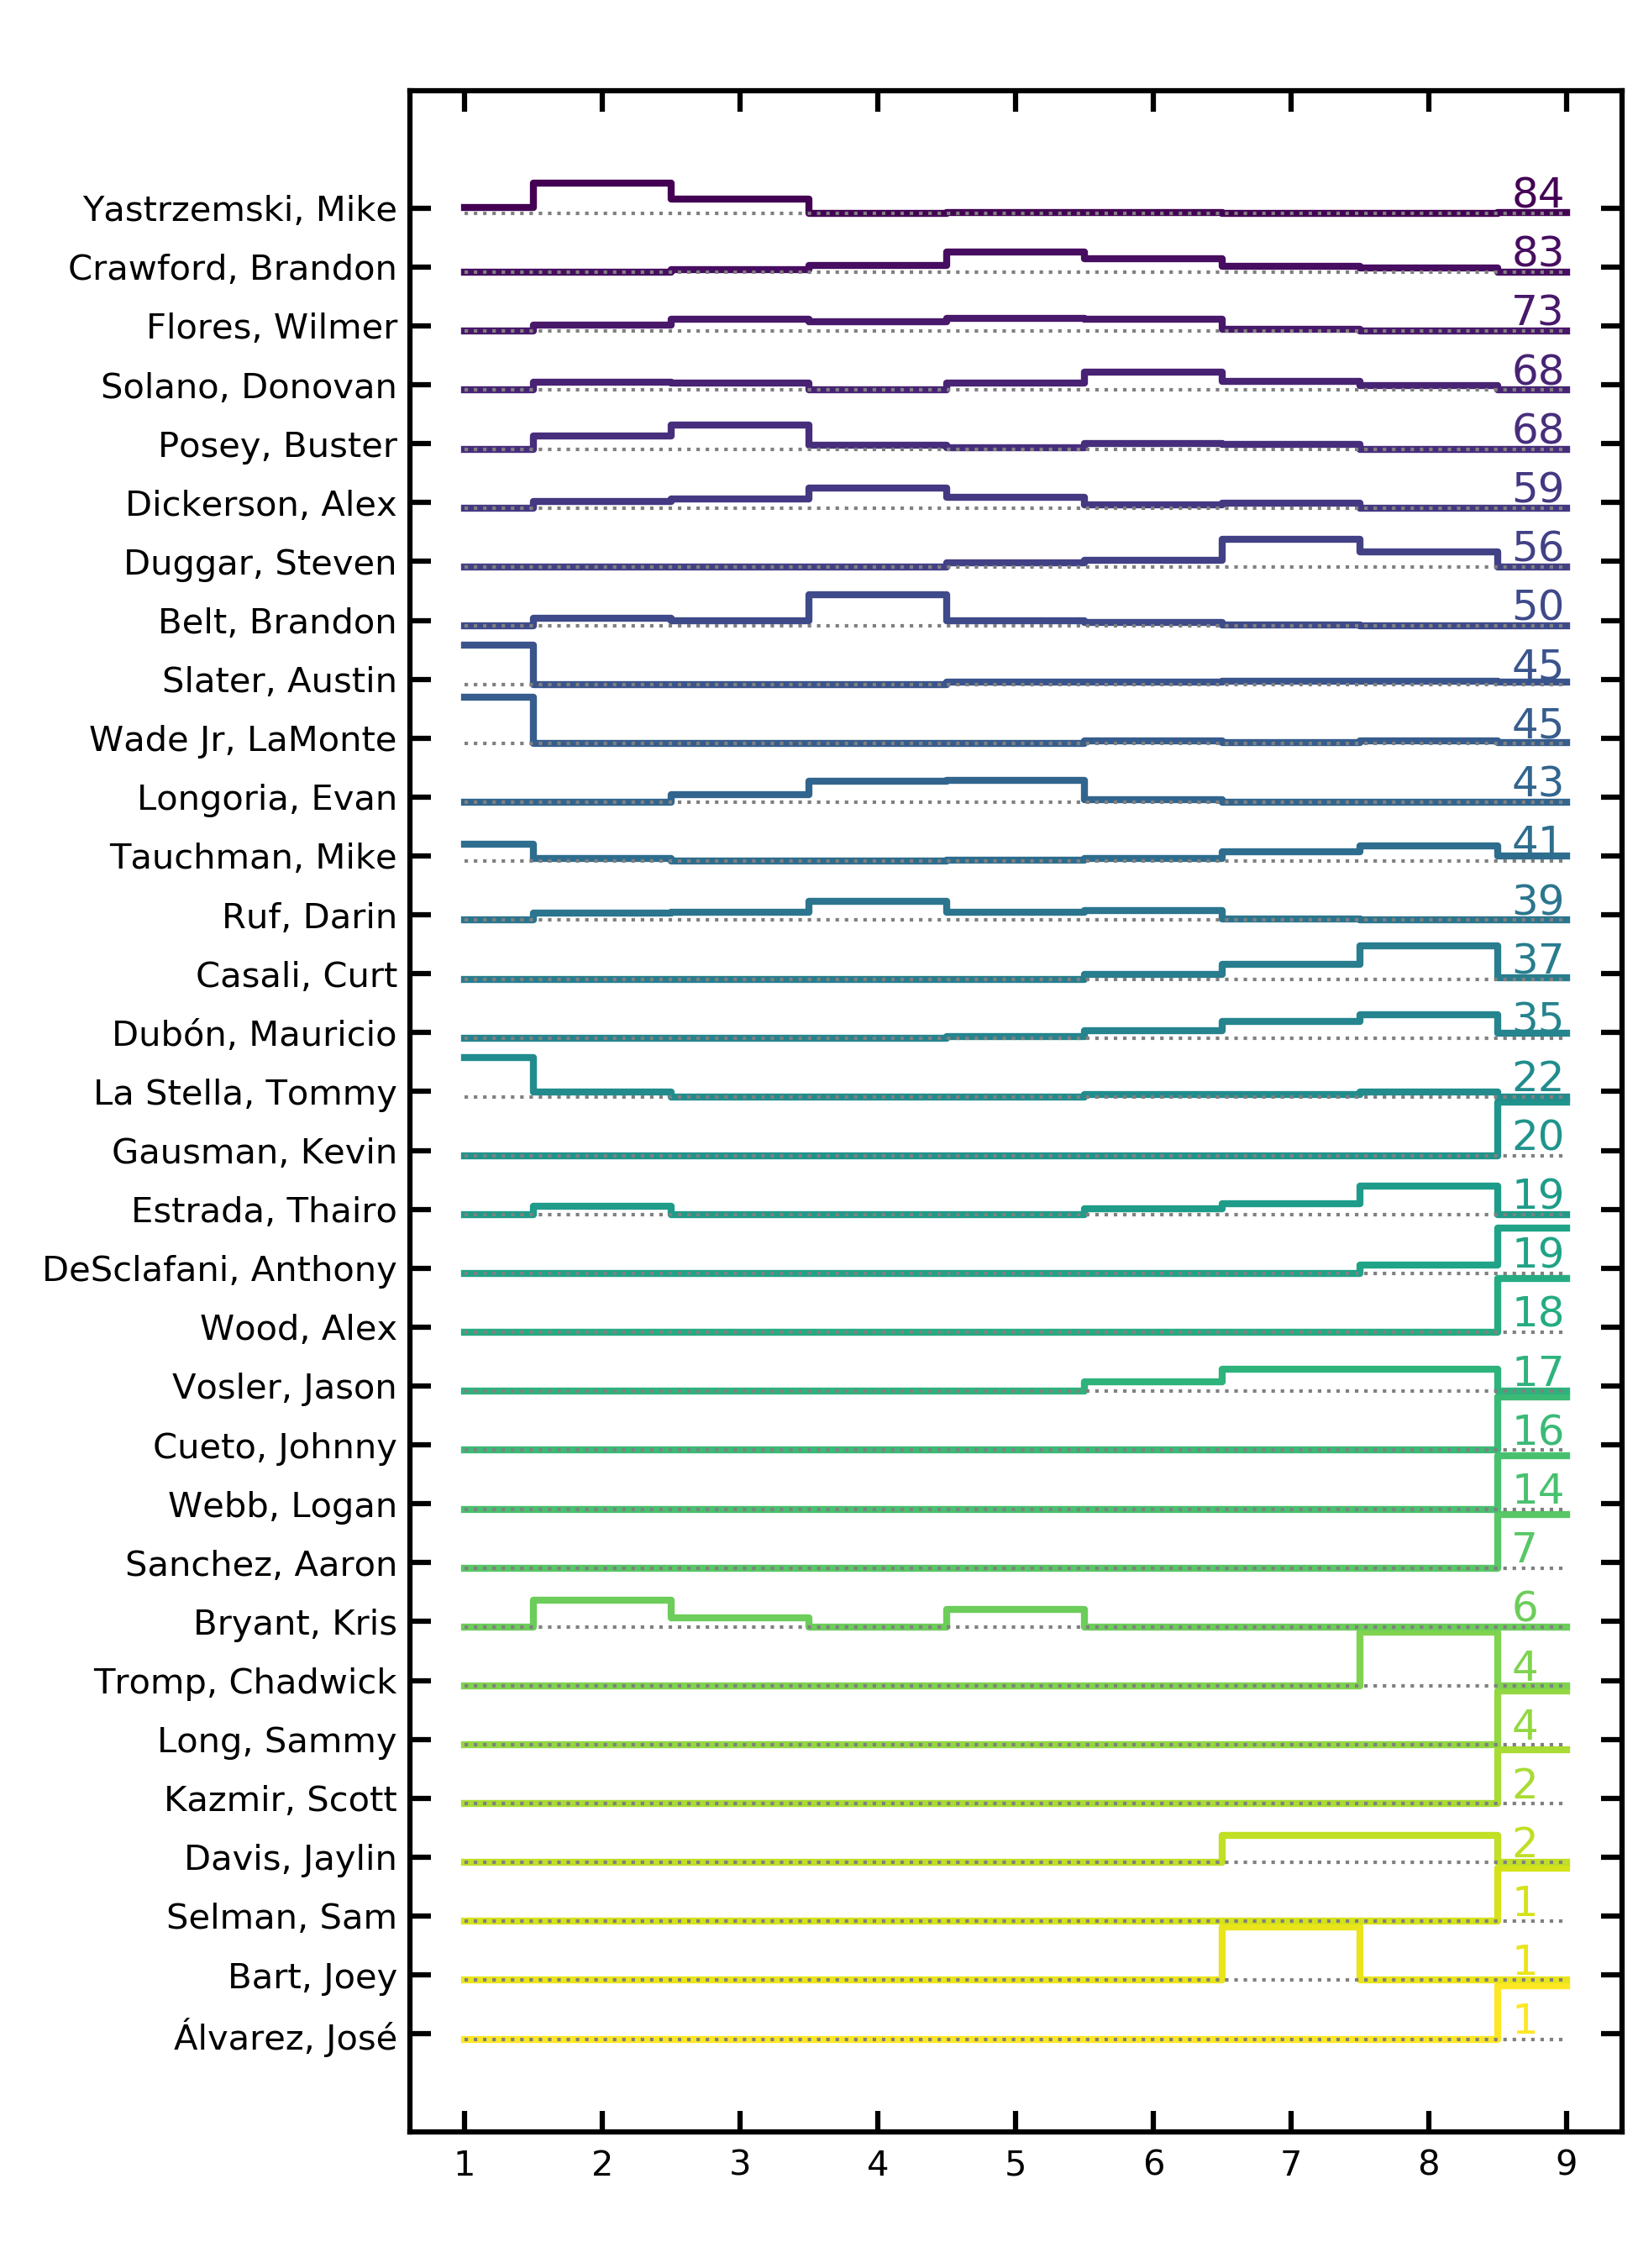 Yastrzemski, Mike 84
Crawford, Brandon 83
Flores, Wilmer 73
Solano, Donovan 68
Posey, Buster 68
Dickerson, Alex 59
Duggar, Steven 56
Belt, Brandon 50
Slater, Austin 45
Wade Jr, LaMonte 45
Longoria, Evan 43
Tauchman, Mike 41
Ruf, Darin 39
Casali, Curt 37
Dubón, Mauricio 35
La Stella, Tommy 22
Gausman, Kevin 20
Estrada, Thairo 19
DeSclafani, Anthony 19
Wood, Alex 18
Vosler, Jason 17
Cueto, Johnny 16
Webb, Logan 14
Sanchez, Aaron 7
Bryant, Kris 6
Tromp, Chadwick 4
Long, Sammy 4
Kazmir, Scott 2
Davis, Jaylin 2
Selman, Sam 1
Bart, Joey 1
Álvarez, José 1
1 2 3 4 5 6 7 8 9